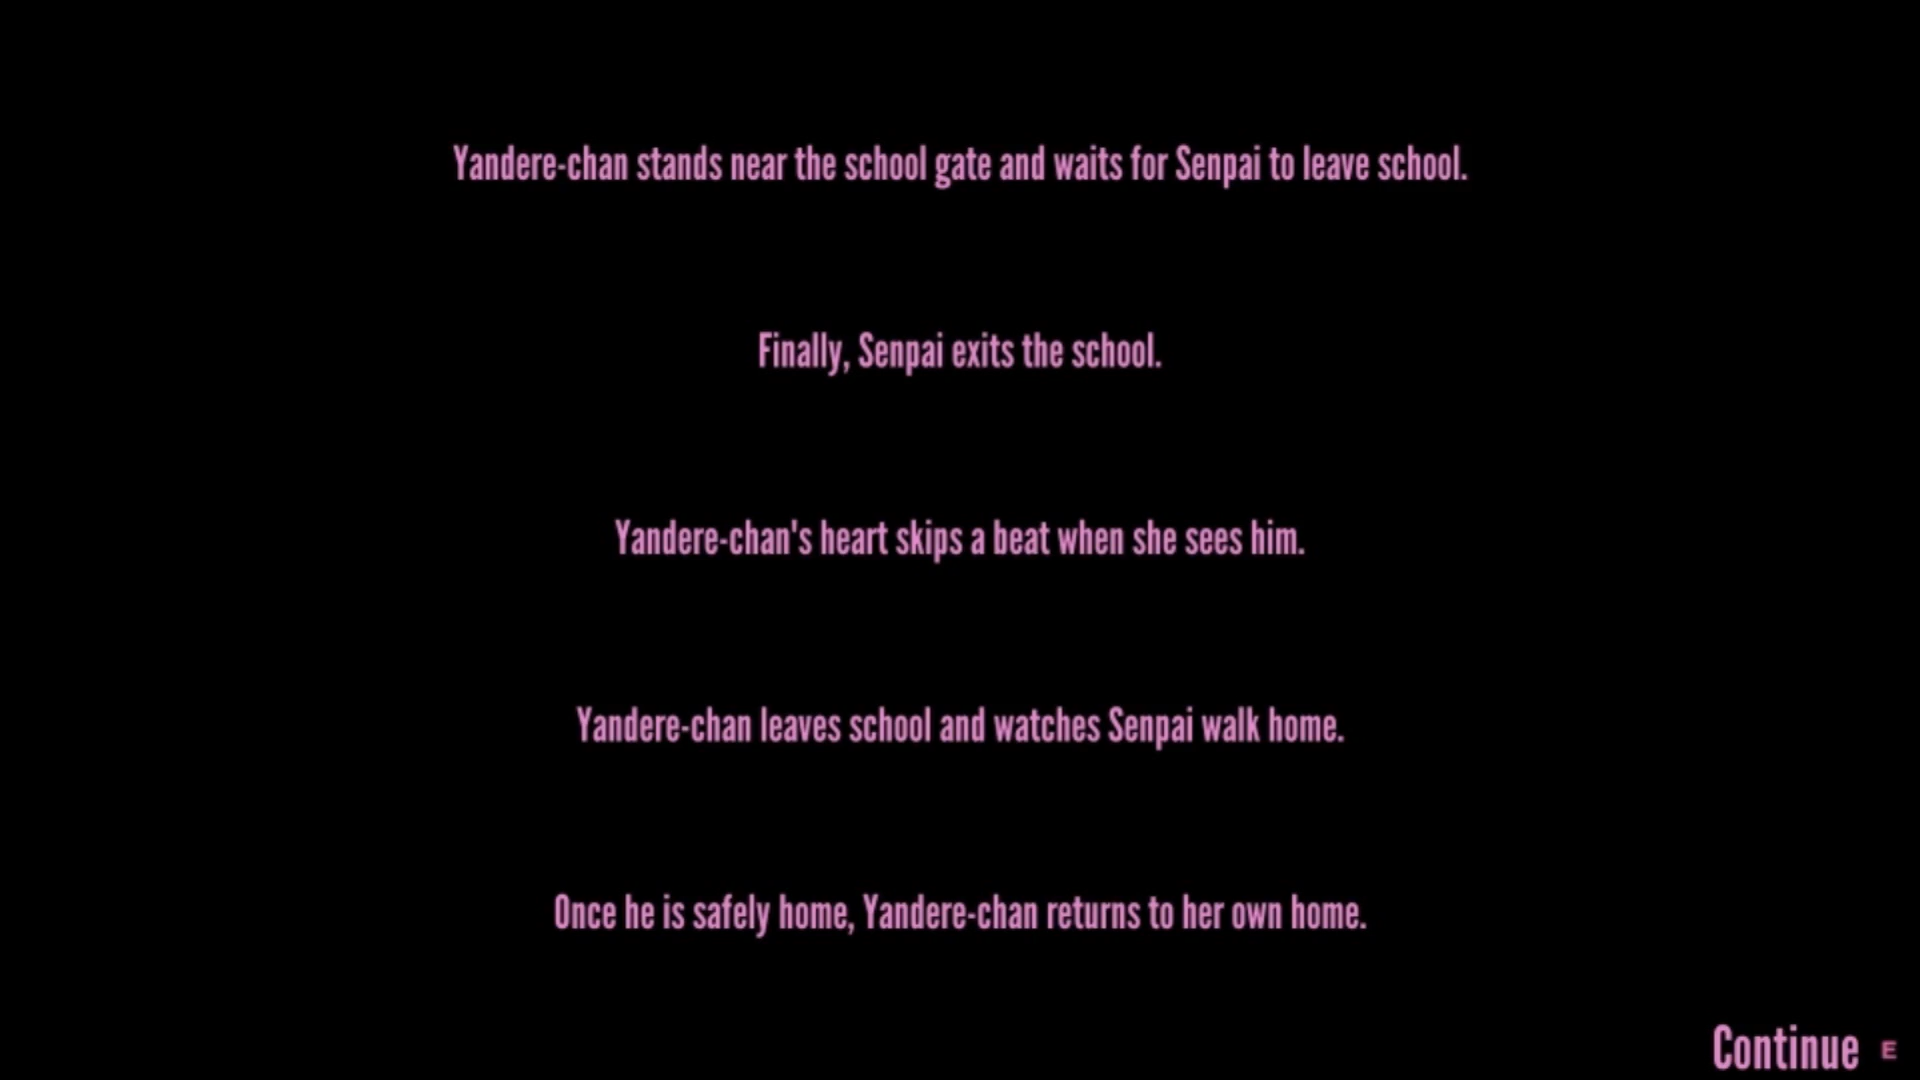 Yandere-chan stands near the school gate and waits for Senpai to leave school.
Finally, Senpai exits the school.
Yandere-chan's heart skips a beat when she sees him.
Yandere-chan leaves school and watches Senpai walk home.
Once he is safely home, Yandere-chan returns to her own home.
Continue E